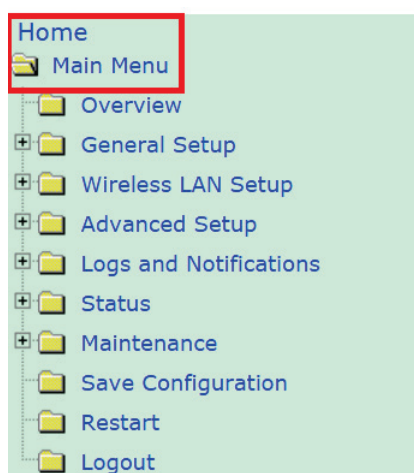 Home
Main Menu
Overview
General Setup
Wireless LAN Setup
Advanced Setup
Logs and Notifications
Status
Maintenance
Save Configuration
Restart
Logout